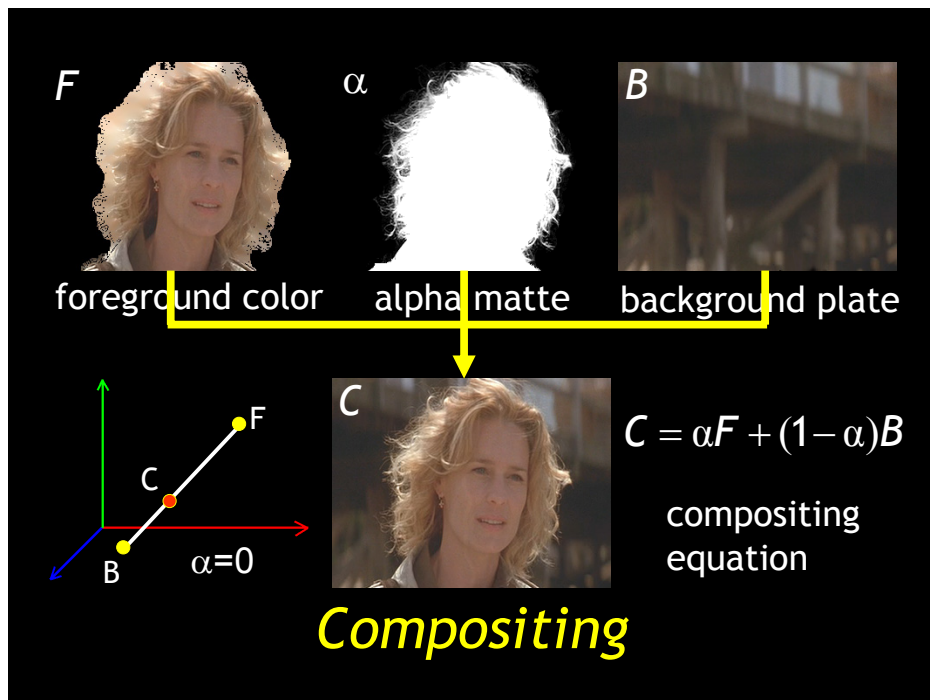 F
α
B
foreground color
alpha matte
background plate
F
C
B
α=0
C
C = αF + (1− α)B
compositing
equation
Compositing